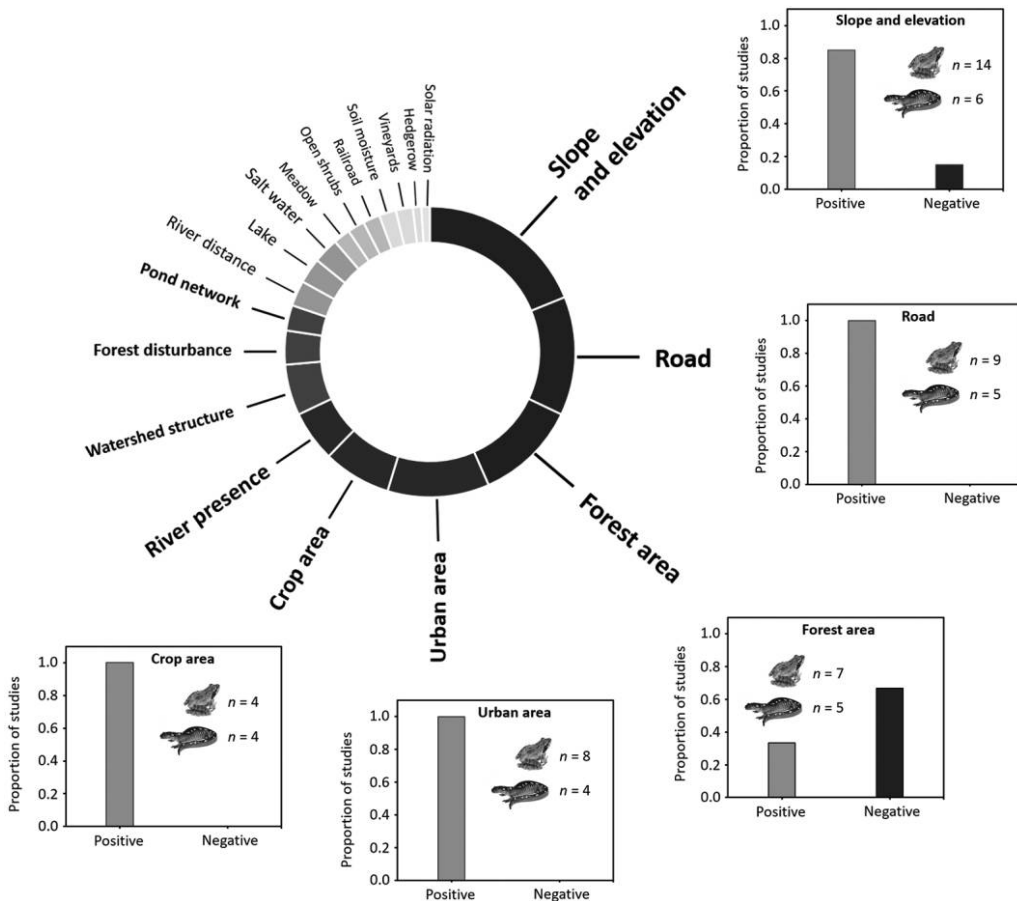 Slope and elevation
Proportion of studies
1.0
0.8
0.6
0.4
0.2
0.0
n = 14
n = 6
Positive
Negative
Solar radiation
Hedgerow
Vineyards
Soil moisture
Railroad
Open shrubs
Meadow
Salt water
Lake
River distance
Pond network
Forest disturbance
Watershed structure
River presence
Crop area
Urban area
Forest area
Road
Slope
and elevation
Road
Proportion of studies
1.0
0.8
0.6
0.4
0.2
0.0
n = 9
n = 5
Positive
Negative
Forest area
Proportion of studies
1.0
0.8
0.6
0.4
0.2
0.0
n = 7
n = 5
Positive
Negative
Crop area
Proportion of studies
1.0
0.8
0.6
0.4
0.2
0.0
n = 4
n = 4
Positive
Negative
Urban area
Proportion of studies
1.0
0.8
0.6
0.4
0.2
0.0
n = 8
n = 4
Positive
Negative